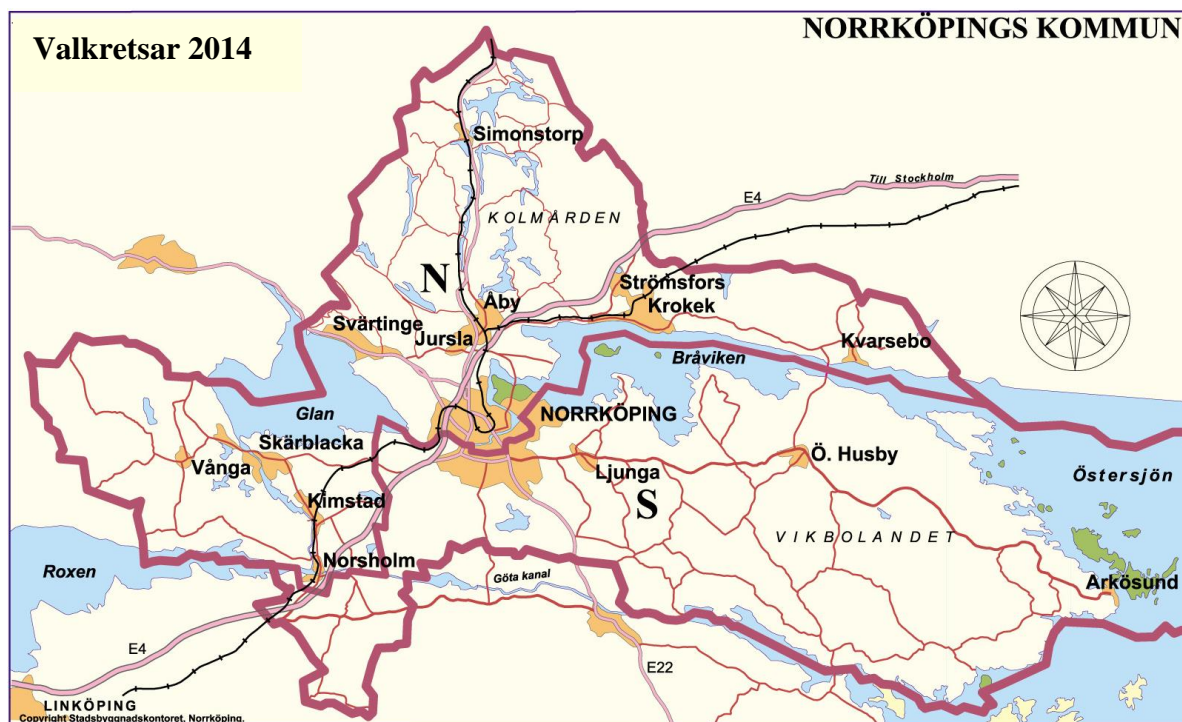 Valkretsar 2014
NORRKÖPINGS KOMMUN
Simonstorp
Till Stockholm
E4
KOLMÅRDEN
N
Strömsfors
Krokek
Åby
Svärtinge
Jursla
Kvarsebo
Bråviken
Glan
NORRKÖPING
Skärblacka
Vånga
Ljunga
Ö. Husby
Östersjön
Kimstad
S
VIKBOLANDET
Norsholm
Roxen
Göta kanal
Arkösund
E4
E22
LINKÖPING
Copyright Stadsbyggnadskontoret. Norrköping.